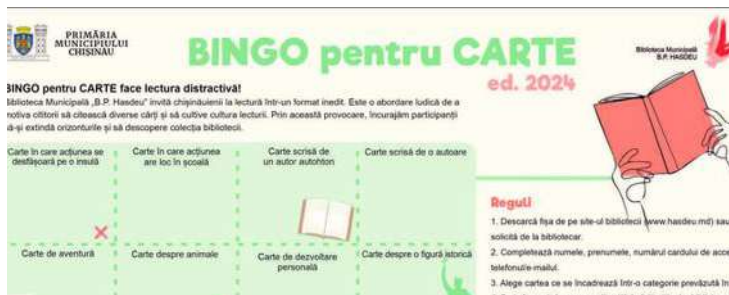 PRIMĂRIA
MUNICIPIULUI
CHIȘINĂU
BINGO pentru CARTE
ed. 2024
Biblioteca Municipală
B.P. HASDEU
BINGO pentru CARTE face lectura distractivă!
Biblioteca Municipală „B.P. Hasdeu” invită chișinăuienii la lectură într-un format inedit. Este o abordare ludică de a
motiva cititorii să citească diverse cărți și să cultive cultura lecturii. Prin această provocare, încurajăm participanții
să-și extindă orizonturile și să descopere colecția bibliotecii.
Carte în care acțiunea se
desfășoară pe o insulă
Carte în care acțiunea
are loc în școală
Carte scrisă de
un autor autohton
Carte scrisă de o autoare
Carte de aventură
Carte despre animale
Carte de dezvoltare
personală
Carte despre o figură istorică
Reguli
1. Descarcă fișa de pe site-ul bibliotecii (www.hasdeu.md) sau
solicită de la bibliotecar.
2. Completează numele, prenumele, numărul cardului de acce
telefonul/e-mailul.
3. Alege cartea ce se încadrează într-o categorie prevăzută în